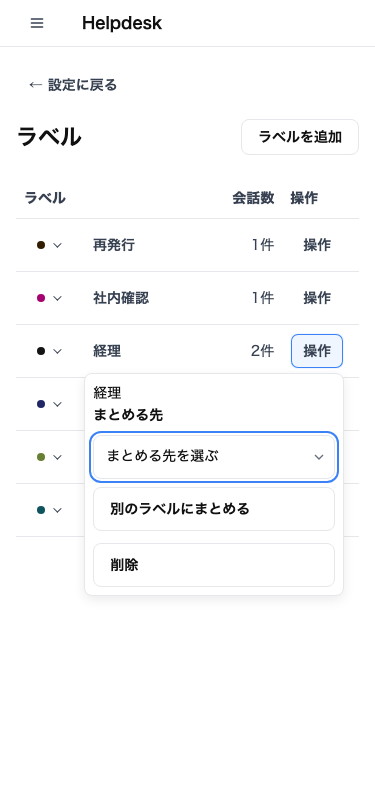 Helpdesk
← 設定に戻る
ラベル
ラベルを追加
ラベル 会話数 操作
再発行 1件 操作
社内確認 1件 操作
経理 2件 操作
経理
まとめる先
まとめる先を選ぶ
別のラベルにまとめる
削除